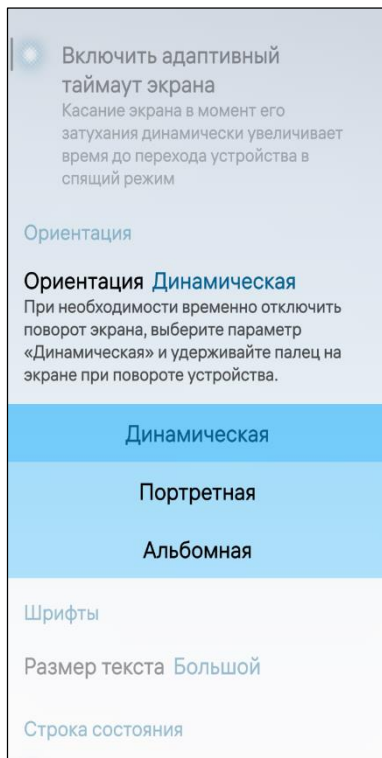 Включить адаптивный
таймаут экрана
Касание экрана в момент его
затухания динамически увеличивает
время до перехода устройства в
спящий режим
Ориентация
Ориентация Динамическая
При необходимости временно отключить
поворот экрана, выберите параметр
«Динамическая» и удерживайте палец на
экране при повороте устройства.
Динамическая
Портретная
Альбомная
Шрифты
Размер текста Большой
Строка состояния